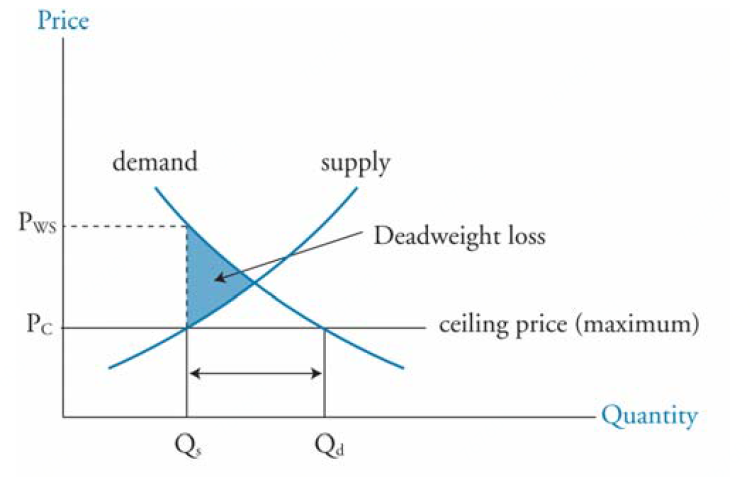 Price
demand
supply
PWS
Deadweight loss
PC
ceiling price (maximum)
Quantity
Qs
Qd